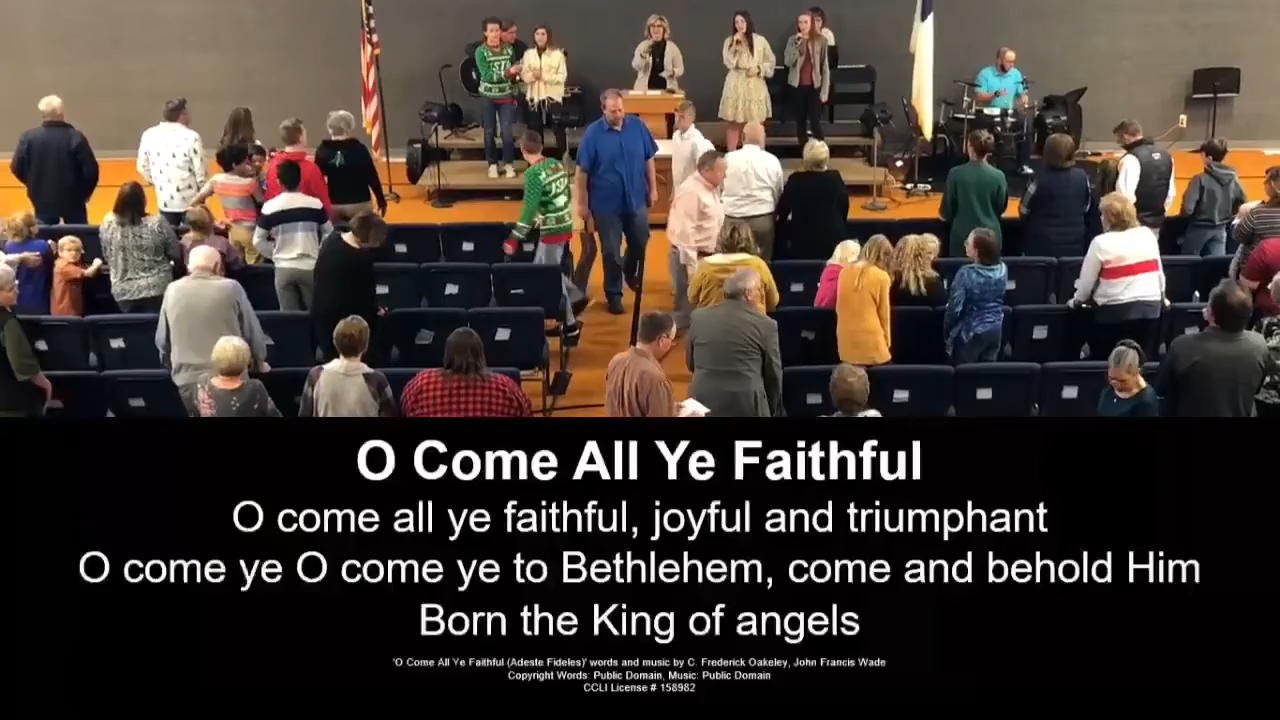 O Come All Ye Faithful
O come all ye faithful, joyful and triumphant
O come ye O come ye to Bethlehem, come and behold Him
Born the King of angels
'O Come All Ye Faithful (Adeste Fideles)' words and music by C. Frederick Oakeley, John Francis Wade
Copyright Words: Public Domain, Music: Public Domain
CCLI License # 158982